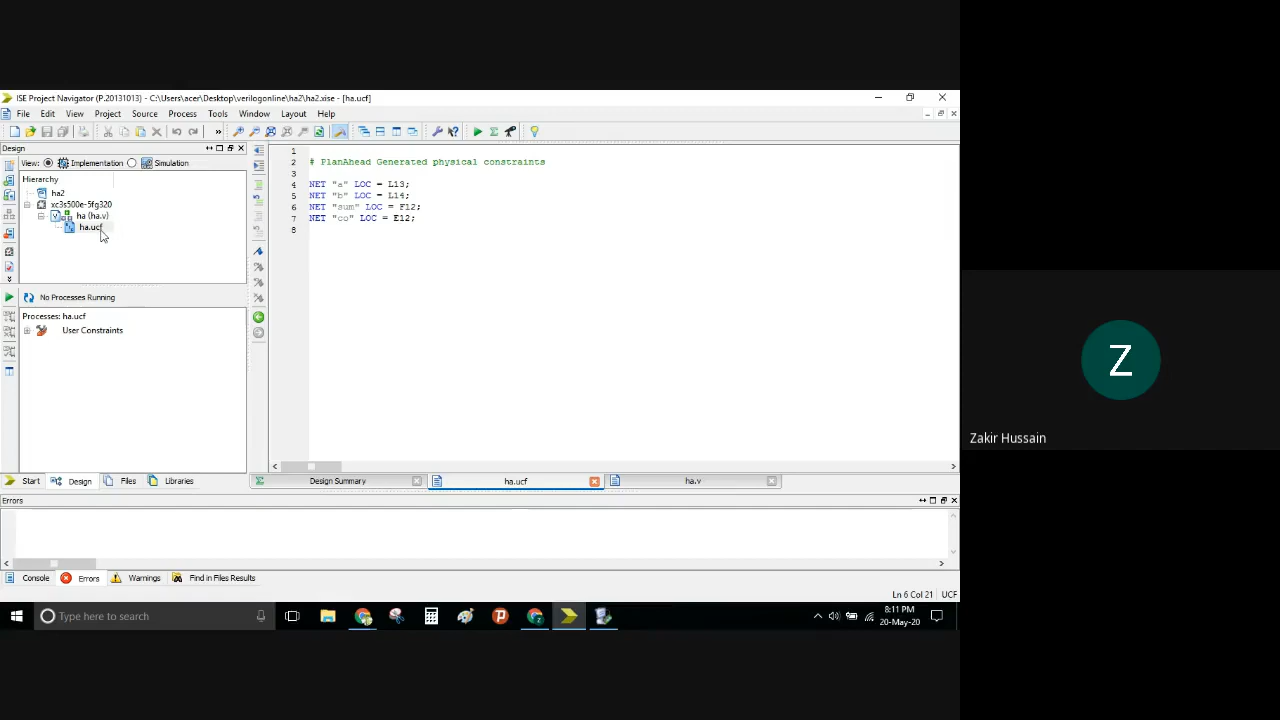 ISE Project Navigator (P.20131013) - C:\Users\acer\Desktop\verilogonline\ha2\ha2.xise - [ha.ucf]
File Edit View Project Source Process Tools Window Layout Help
Design
View: Implementation Simulation
Hierarchy
ha2
xc3s500e-5fg320
ha (ha.v)
ha.ucf
No Processes Running
Processes: ha.ucf
User Constraints
1
2 # PlanAhead Generated physical constraints
3
4 NET "a" LOC = L13;
5 NET "b" LOC = L14;
6 NET "sum" LOC = F12;
7 NET "co" LOC = E12;
8
Start Design Files Libraries
Design Summary ha.ucf ha.v
Errors
Console Errors Warnings Find in Files Results
Ln 6 Col 21 UCF
Type here to search
8:11 PM
20-May-20
Z
Zakir Hussain